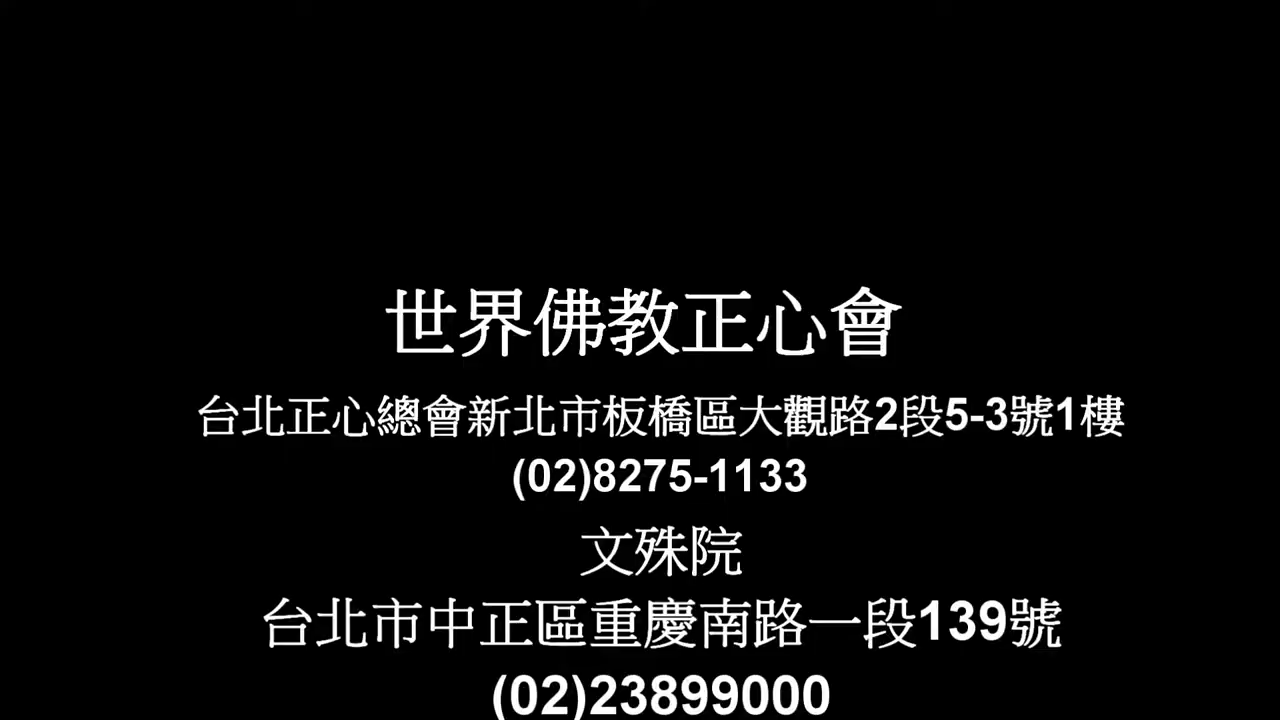 世界佛教正心會
台北正心總會新北市板橋區大觀路2段5-3號1樓
(02)8275-1133
文殊院
台北市中正區重慶南路一段139號
(02)23899000